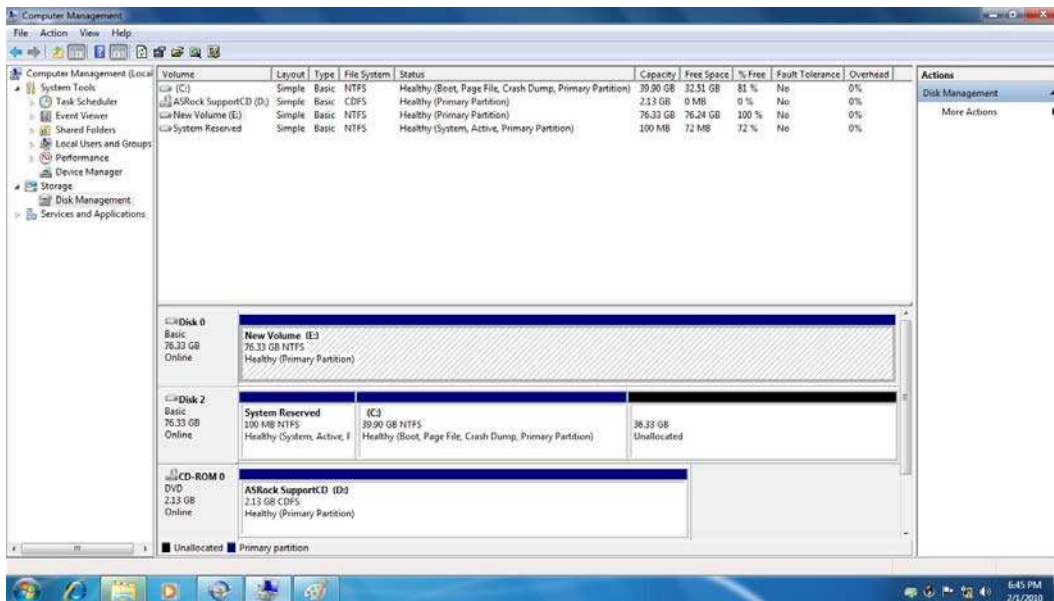 Computer Management
File Action View Help
Computer Management (Local
System Tools
Task Scheduler
Event Viewer
Shared Folders
Local Users and Groups
Performance
Device Manager
Storage
Disk Management
Services and Applications
Volume Layout Type File System Status Capacity Free Space % Free Fault Tolerance Overhead
(C:) Simple Basic NTFS Healthy (Boot, Page File, Crash Dump, Primary Partition) 39.90 GB 32.51 GB 81 % No 0%
ASRock SupportCD (D:) Simple Basic CDFS Healthy (Primary Partition) 2.13 GB 0 MB 0 % No 0%
New Volume (E:) Simple Basic NTFS Healthy (Primary Partition) 76.33 GB 76.24 GB 100 % No 0%
System Reserved Simple Basic NTFS Healthy (System, Active, Primary Partition) 100 MB 72 MB 72 % No 0%
Actions
Disk Management
More Actions
Disk 0
Basic
76.33 GB
Online
New Volume (E:)
76.33 GB NTFS
Healthy (Primary Partition)
Disk 2
Basic
76.33 GB
Online
System Reserved
100 MB NTFS
Healthy (System, Active, P
(C:)
39.90 GB NTFS
Healthy (Boot, Page File, Crash Dump, Primary Partition)
36.33 GB
Unallocated
CD-ROM 0
DVD
2.13 GB
Online
ASRock SupportCD (D:)
2.13 GB CDFS
Healthy (Primary Partition)
Unallocated Primary partition
6:45 PM
2/1/2010